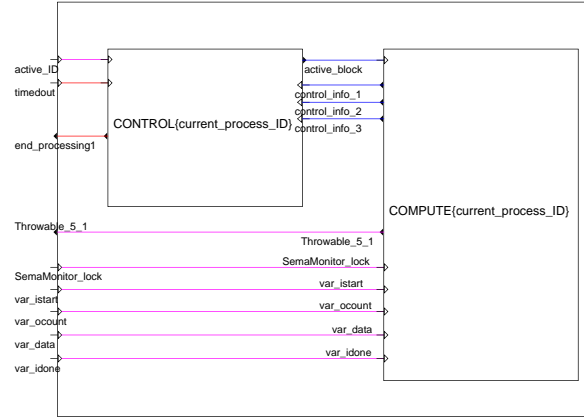 active_ID
timedout
end_processing1
CONTROL{current_process_ID}
active_block
control_info_1
control_info_2
control_info_3
COMPUTE{current_process_ID}
Throwable_5_1
Throwable_5_1
SemaMonitor_lock
SemaMonitor_lock
var_istart
var_istart
var_ocount
var_ocount
var_data
var_data
var_idone
var_idone